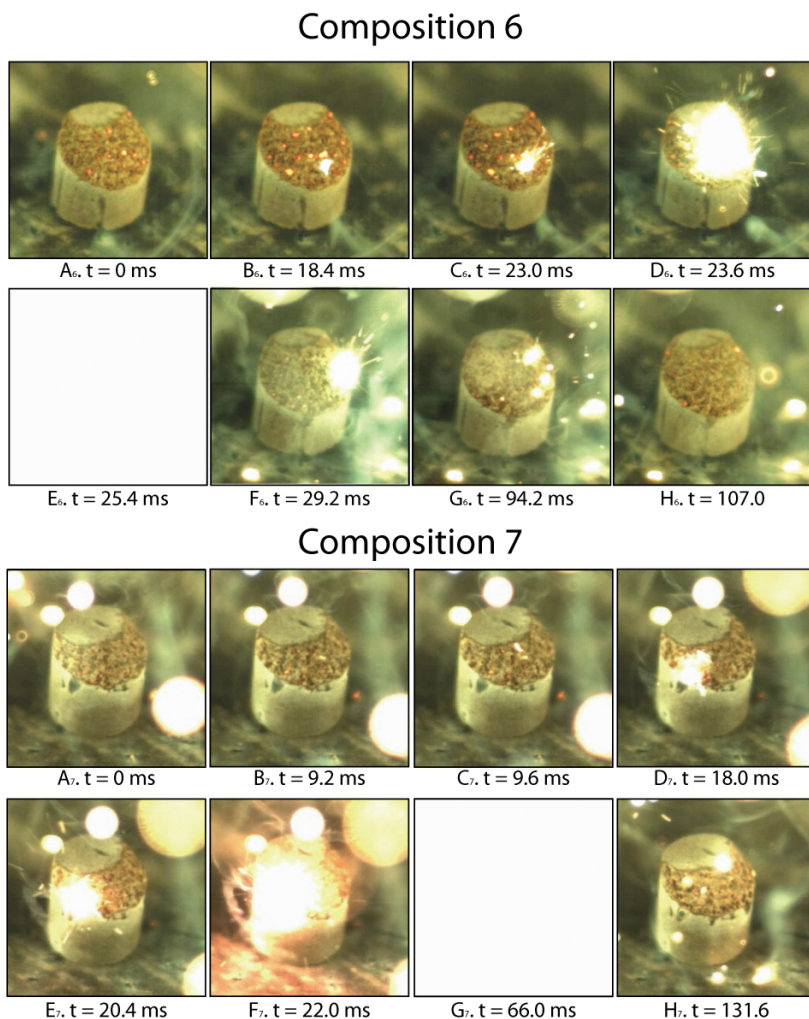 Composition 6
A₆. t = 0 ms B₆. t = 18.4 ms C₆. t = 23.0 ms D₆. t = 23.6 ms
E₆. t = 25.4 ms F₆. t = 29.2 ms G₆. t = 94.2 ms H₆. t = 107.0
Composition 7
A₇. t = 0 ms B₇. t = 9.2 ms C₇. t = 9.6 ms D₇. t = 18.0 ms
E₇. t = 20.4 ms F₇. t = 22.0 ms G₇. t = 66.0 ms H₇. t = 131.6